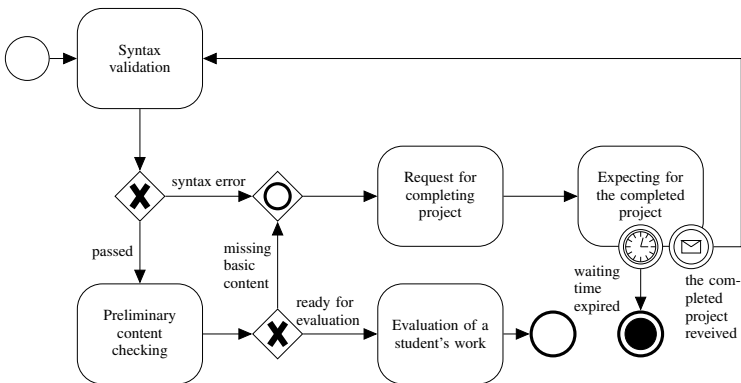 Syntax
validation
syntax error
Request for
completing
project
Expecting for
the completed
project
passed
missing
basic
content
waiting
time
expired
the com-
pleted
project
reveived
Preliminary
content
checking
ready for
evaluation
Evaluation of a
student's work